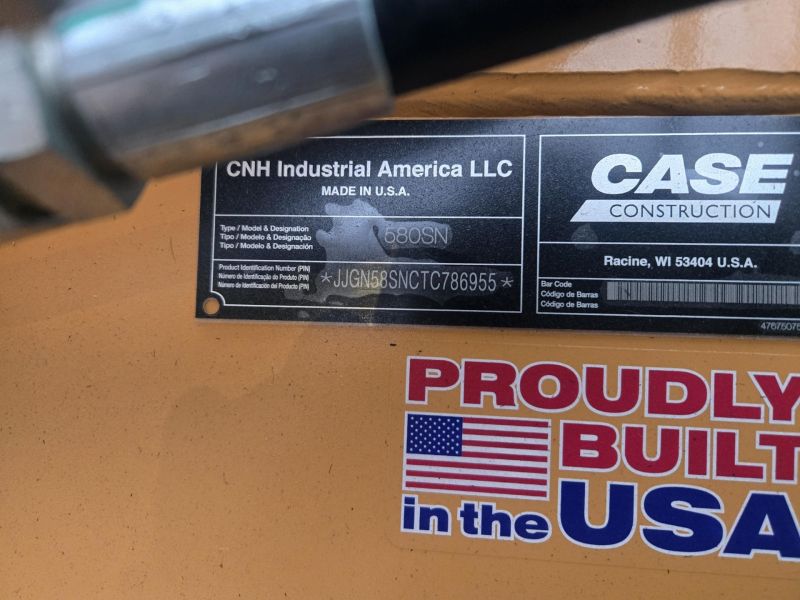 CNH Industrial America LLC
MADE IN U.S.A.
Type / Model & Designation
Tipo / Modelo & Designação
Tipo / Modelo & Designación
580SN
Product Identification Number (PIN)
Número de Identificação do Produto (PIN)
Número de Identificación del Producto (PIN)
*JJGN58SNCTC786955*
CASE
CONSTRUCTION
Racine, WI 53404 U.S.A.
Bar Code
Código de Barras
Código de Barras
47675075
PROUDLY
BUILT
in the USA